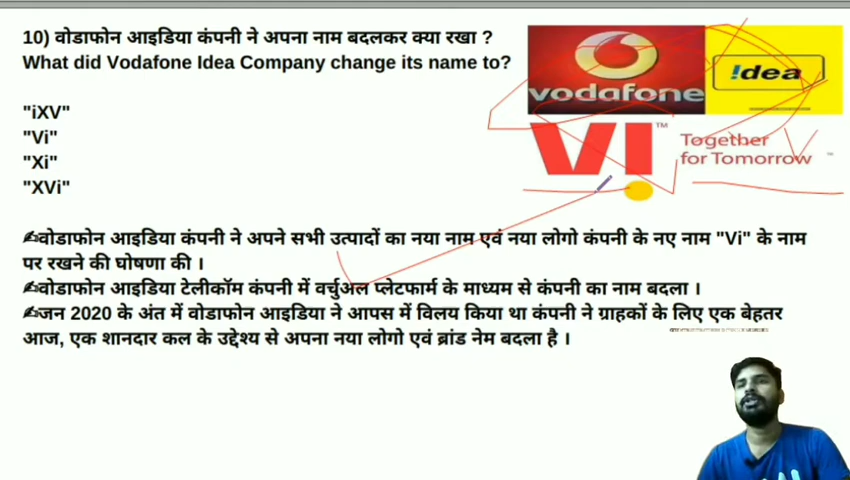 10) वोडाफोन आइडिया कंपनी ने अपना नाम बदलकर क्या रखा ?
What did Vodafone Idea Company change its name to?
"iXV"
"Vi"
"Xi"
"XVi"
vodafone
!dea
VI™
Together
for Tomorrow
™
✍वोडाफोन आइडिया कंपनी ने अपने सभी उत्पादों का नया नाम एवं नया लोगो कंपनी के नए नाम "Vi" के नाम
पर रखने की घोषणा की ।
✍वोडाफोन आइडिया टेलीकॉम कंपनी में वर्चुअल प्लेटफार्म के माध्यम से कंपनी का नाम बदला ।
✍जन 2020 के अंत में वोडाफोन आइडिया ने आपस में विलय किया था कंपनी ने ग्राहकों के लिए एक बेहतर
आज, एक शानदार कल के उद्देश्य से अपना नया लोगो एवं ब्रांड नेम बदला है ।